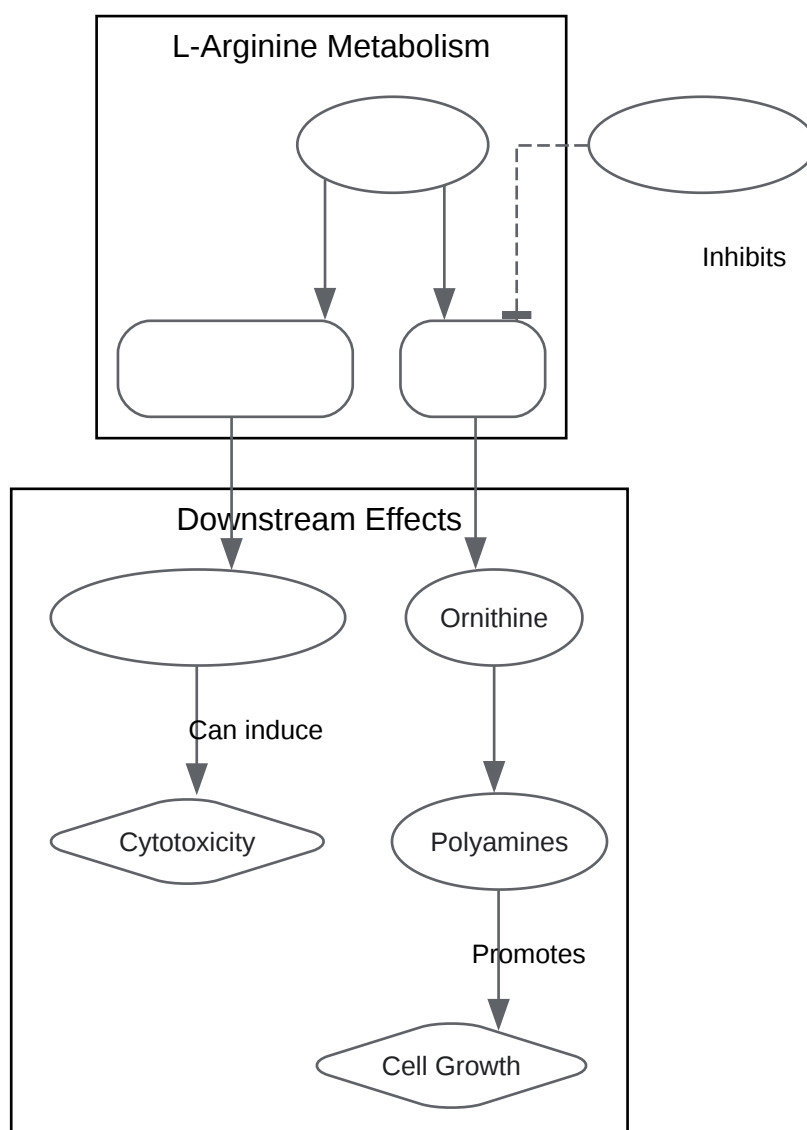 L-Arginine Metabolism
Inhibits
Downstream Effects
Ornithine
Can induce
Cytotoxicity
Polyamines
Promotes
Cell Growth